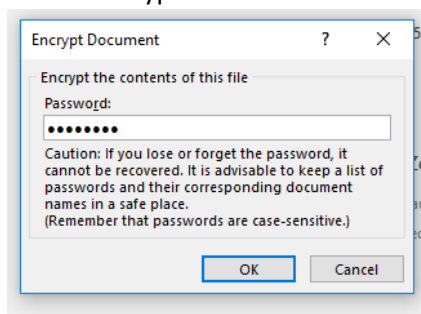 Encrypt Document ? ×
Encrypt the contents of this file
Password:
••••••••
Caution: If you lose or forget the password, it
cannot be recovered. It is advisable to keep a list of
passwords and their corresponding document
names in a safe place.
(Remember that passwords are case-sensitive.)
OK Cancel